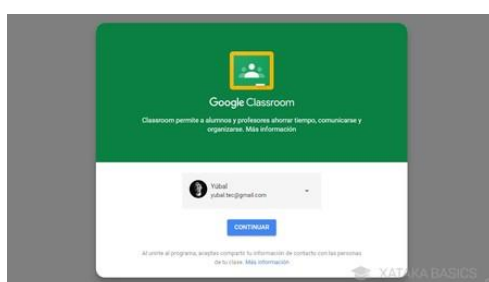 Google Classroom
Classroom permite a alumnos y profesores ahorrar tiempo, comunicarse y
organizarse. Más información
Yúbal
yubal.tec@gmail.com
CONTINUAR
Al unirte al programa, aceptas compartir tu información de contacto con las personas
de tu clase. Más información
XATAKA BASICS